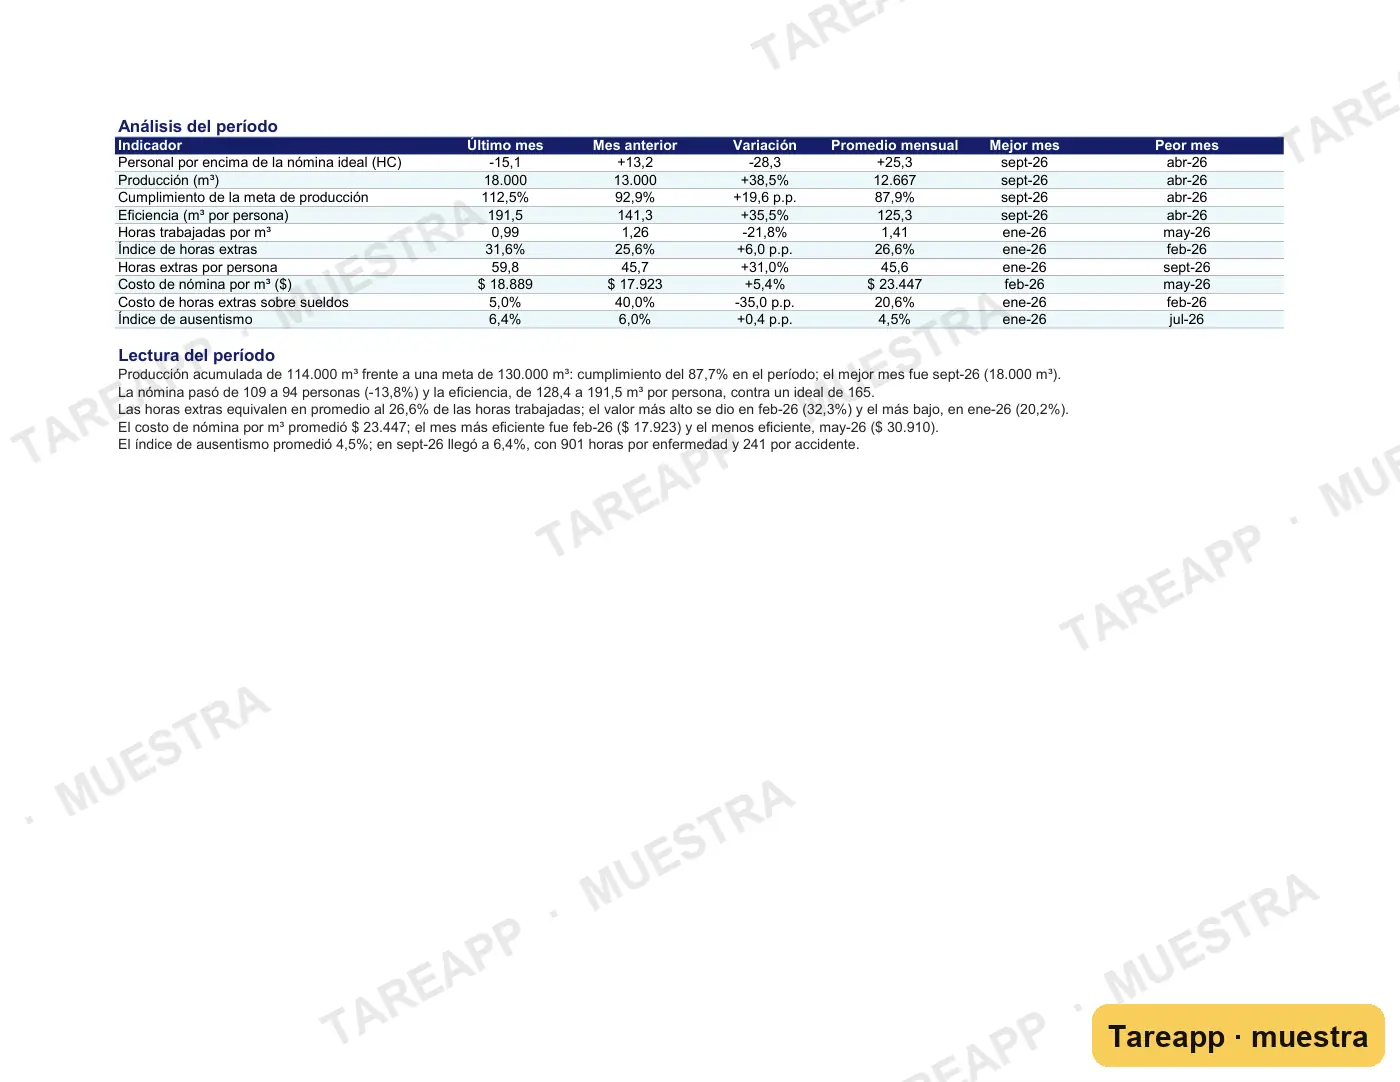 Análisis del período
Indicador Último mes Mes anterior Variación Promedio mensual Mejor mes Peor mes
Personal por encima de la nómina ideal (HC) -15,1 +13,2 -28,3 +25,3 sept-26 abr-26
Producción (m³) 18.000 13.000 +38,5% 12.667 sept-26 abr-26
Cumplimiento de la meta de producción 112,5% 92,9% +19,6 p.p. 87,9% sept-26 abr-26
Eficiencia (m³ por persona) 191,5 141,3 +35,5% 125,3 sept-26 abr-26
Horas trabajadas por m³ 0,99 1,26 -21,8% 1,41 ene-26 may-26
Índice de horas extras 31,6% 25,6% +6,0 p.p. 26,6% ene-26 feb-26
Horas extras por persona 59,8 45,7 +31,0% 45,6 ene-26 sept-26
Costo de nómina por m³ ($) $ 18.889 $ 17.923 +5,4% $ 23.447 feb-26 may-26
Costo de horas extras sobre sueldos 5,0% 40,0% -35,0 p.p. 20,6% ene-26 feb-26
Índice de ausentismo 6,4% 6,0% +0,4 p.p. 4,5% ene-26 jul-26
Lectura del período
Producción acumulada de 114.000 m³ frente a una meta de 130.000 m³: cumplimiento del 87,7% en el período; el mejor mes fue sept-26 (18.000 m³).
La nómina pasó de 109 a 94 personas (-13,8%) y la eficiencia, de 128,4 a 191,5 m³ por persona, contra un ideal de 165.
Las horas extras equivalen en promedio al 26,6% de las horas trabajadas; el valor más alto se dio en feb-26 (32,3%) y el más bajo, en ene-26 (20,2%).
El costo de nómina por m³ promedió $ 23.447; el mes más eficiente fue feb-26 ($ 17.923) y el menos eficiente, may-26 ($ 30.910).
El índice de ausentismo promedió 4,5%; en sept-26 llegó a 6,4%, con 901 horas por enfermedad y 241 por accidente.
TAREAPP · MUESTRA
TAREAPP · MUESTRA
TAREAPP · MUESTRA
· MUESTRA
TAREAPP · MUESTRA
Tareapp · muestra